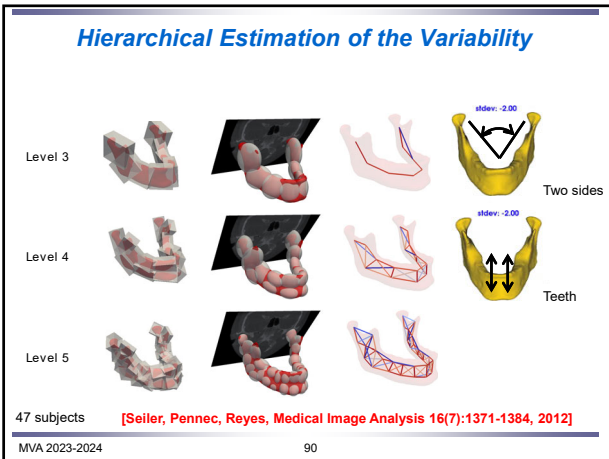 Hierarchical Estimation of the Variability
stdev: -2.00
Level 3
Two sides
stdev: -2.00
Level 4
Teeth
Level 5
47 subjects [Seiler, Pennec, Reyes, Medical Image Analysis 16(7):1371-1384, 2012]
MVA 2023-2024 90